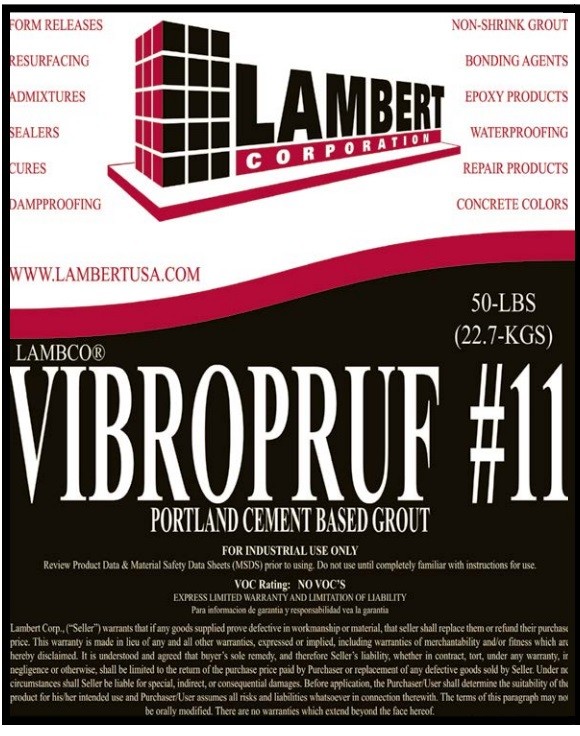 FORM RELEASES
RESURFACING
ADMIXTURES
SEALERS
CURES
DAMPPROOFING
LAMBERT
CORPORATION
NON-SHRINK GROUT
BONDING AGENTS
EPOXY PRODUCTS
WATERPROOFING
REPAIR PRODUCTS
CONCRETE COLORS
WWW.LAMBERTUSA.COM
50-LBS
(22.7-KGS)
LAMBCO®
VIBROPRUF #11
PORTLAND CEMENT BASED GROUT
FOR INDUSTRIAL USE ONLY
Review Product Data & Material Safety Data Sheets (MSDS) prior to using. Do not use until completely familiar with instructions for use.
VOC Rating: NO VOC'S
EXPRESS LIMITED WARRANTY AND LIMITATION OF LIABILITY
Para informacion de garantia y responsabilidad vea la garantia
Lambert Corp., ("Seller") warrants that if any goods supplied prove defective in workmanship or material, that seller shall replace them or refund their purchase
price. This warranty is made in lieu of any and all other warranties, expressed or implied, including warranties of merchantability and/or fitness which are
hereby disclaimed. It is understood and agreed that buyer's sole remedy, and therefore Seller's liability, whether in contract, tort, under any warranty, in
negligence or otherwise, shall be limited to the return of the purchase price paid by Purchaser or replacement of any defective goods sold by Seller. Under no
circumstances shall Seller be liable for special, indirect, or consequential damages. Before application, the Purchaser/User shall determine the suitability of the
product for his/her intended use and Purchaser/User assumes all risks and liabilities whatsoever in connection therewith. The terms of this paragraph may not
be orally modified. There are no warranties which extend beyond the face hereof.